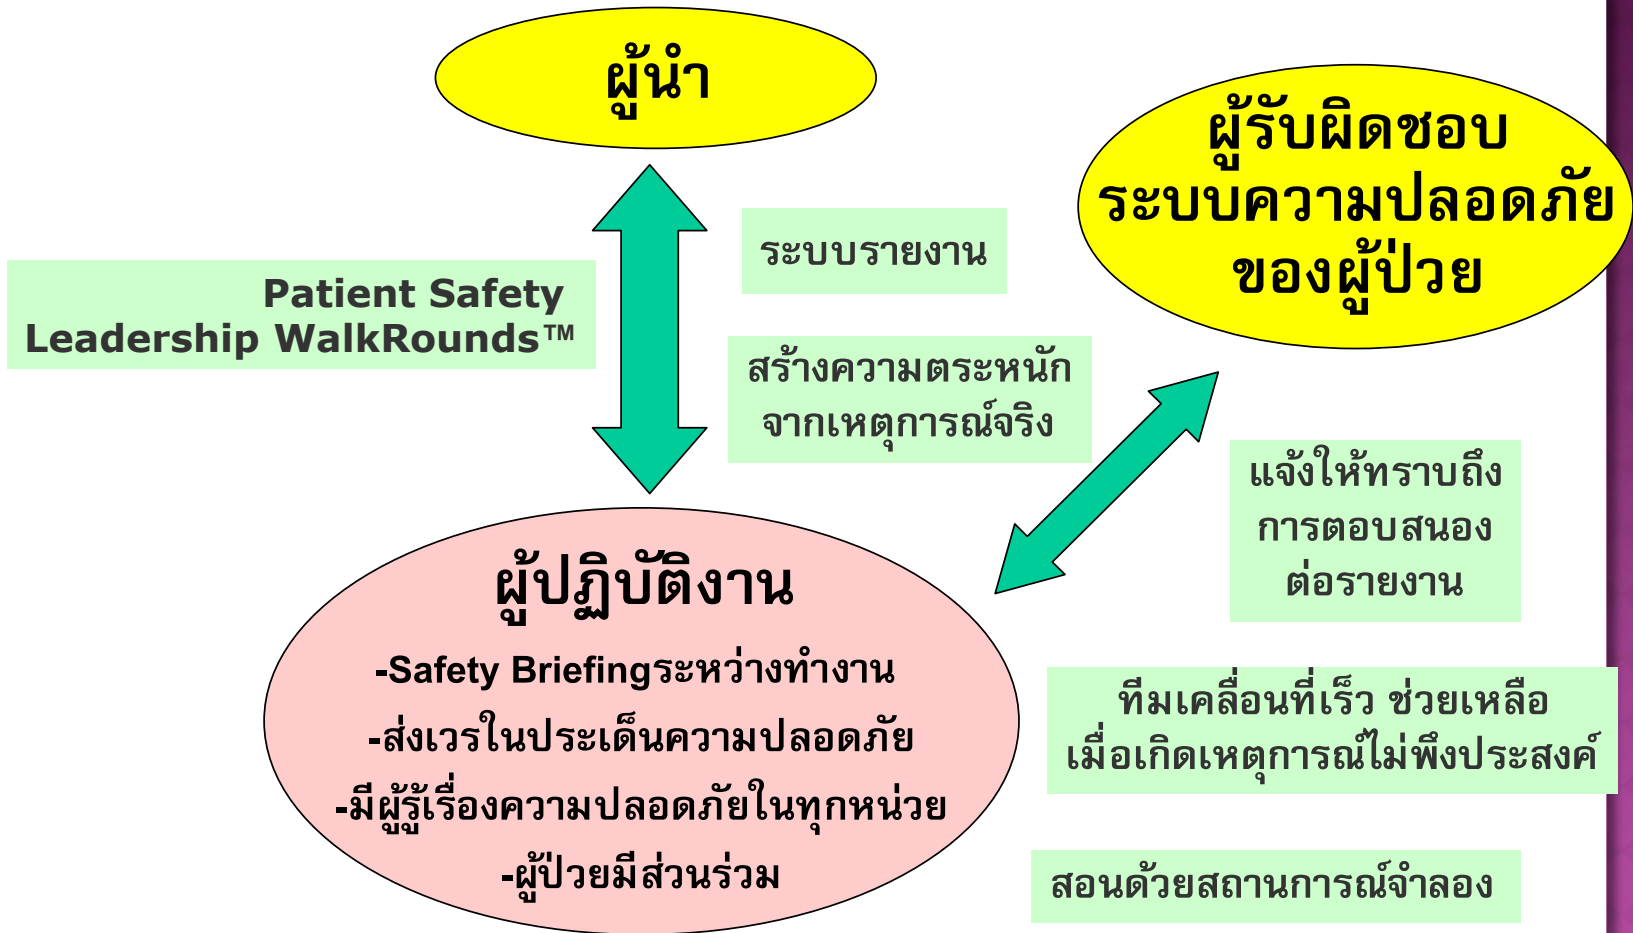 ผู้นำ
ผู้รับผิดชอบ
ระบบความปลอดภัย
ของผู้ป่วย
ระบบรายงาน
Patient Safety
Leadership WalkRounds™
สร้างความตระหนัก
จากเหตุการณ์จริง
แจ้งให้ทราบถึง
การตอบสนอง
ต่อรายงาน
ผู้ปฏิบัติงาน
-Safety Briefingระหว่างทำงาน
-ส่งเวรในประเด็นความปลอดภัย
-มีผู้รู้เรื่องความปลอดภัยในทุกหน่วย
-ผู้ป่วยมีส่วนร่วม
ทีมเคลื่อนที่เร็ว ช่วยเหลือ
เมื่อเกิดเหตุการณ์ไม่พึงประสงค์
สอนด้วยสถานการณ์จำลอง